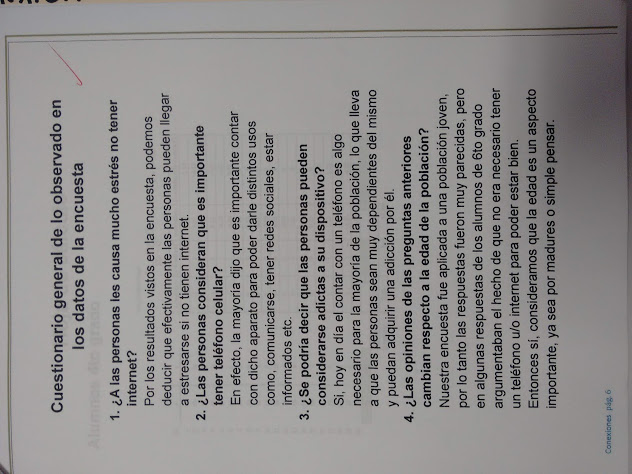 Cuestionario general de lo observado en
los datos de la encuesta
1. ¿A las personas les causa mucho estrés no tener
internet?
Por los resultados vistos en la encuesta, podemos
deducir que efectivamente las personas pueden llegar
a estresarse si no tienen internet.
2. ¿Las personas consideran que es importante
tener teléfono celular?
En efecto, la mayoría dijo que es importante contar
con dicho aparato para poder darle distintos usos
como, comunicarse, tener redes sociales, estar
informados etc.
3. ¿Se podría decir que las personas pueden
considerarse adictas a su dispositivo?
Si, hoy en día el contar con un teléfono es algo
necesario para la mayoría de la población, lo que lleva
a que las personas sean muy dependientes del mismo
y puedan adquirir una adicción por él.
4. ¿Las opiniones de las preguntas anteriores
cambian respecto a la edad de la población?
Nuestra encuesta fue aplicada a una población joven,
por lo tanto las respuestas fueron muy parecidas, pero
en algunas respuestas de los alumnos de 6to grado
argumentaban el hecho de que no era necesario tener
un teléfono u/o internet para poder estar bien.
Entonces sí, consideramos que la edad es un aspecto
importante, ya sea por madures o simple pensar.
Conexiones pág. 6